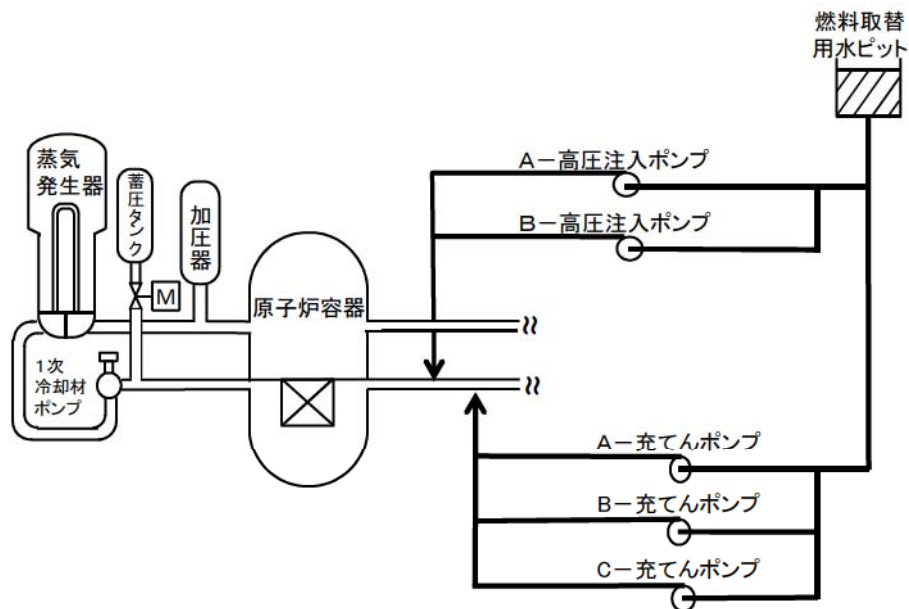 燃料取替
用水ピット
A－高圧注入ポンプ
B－高圧注入ポンプ
蒸気
発生器
蓄圧タンク
加圧器
M
原子炉容器
1次
冷却材
ポンプ
A－充てんポンプ
B－充てんポンプ
C－充てんポンプ